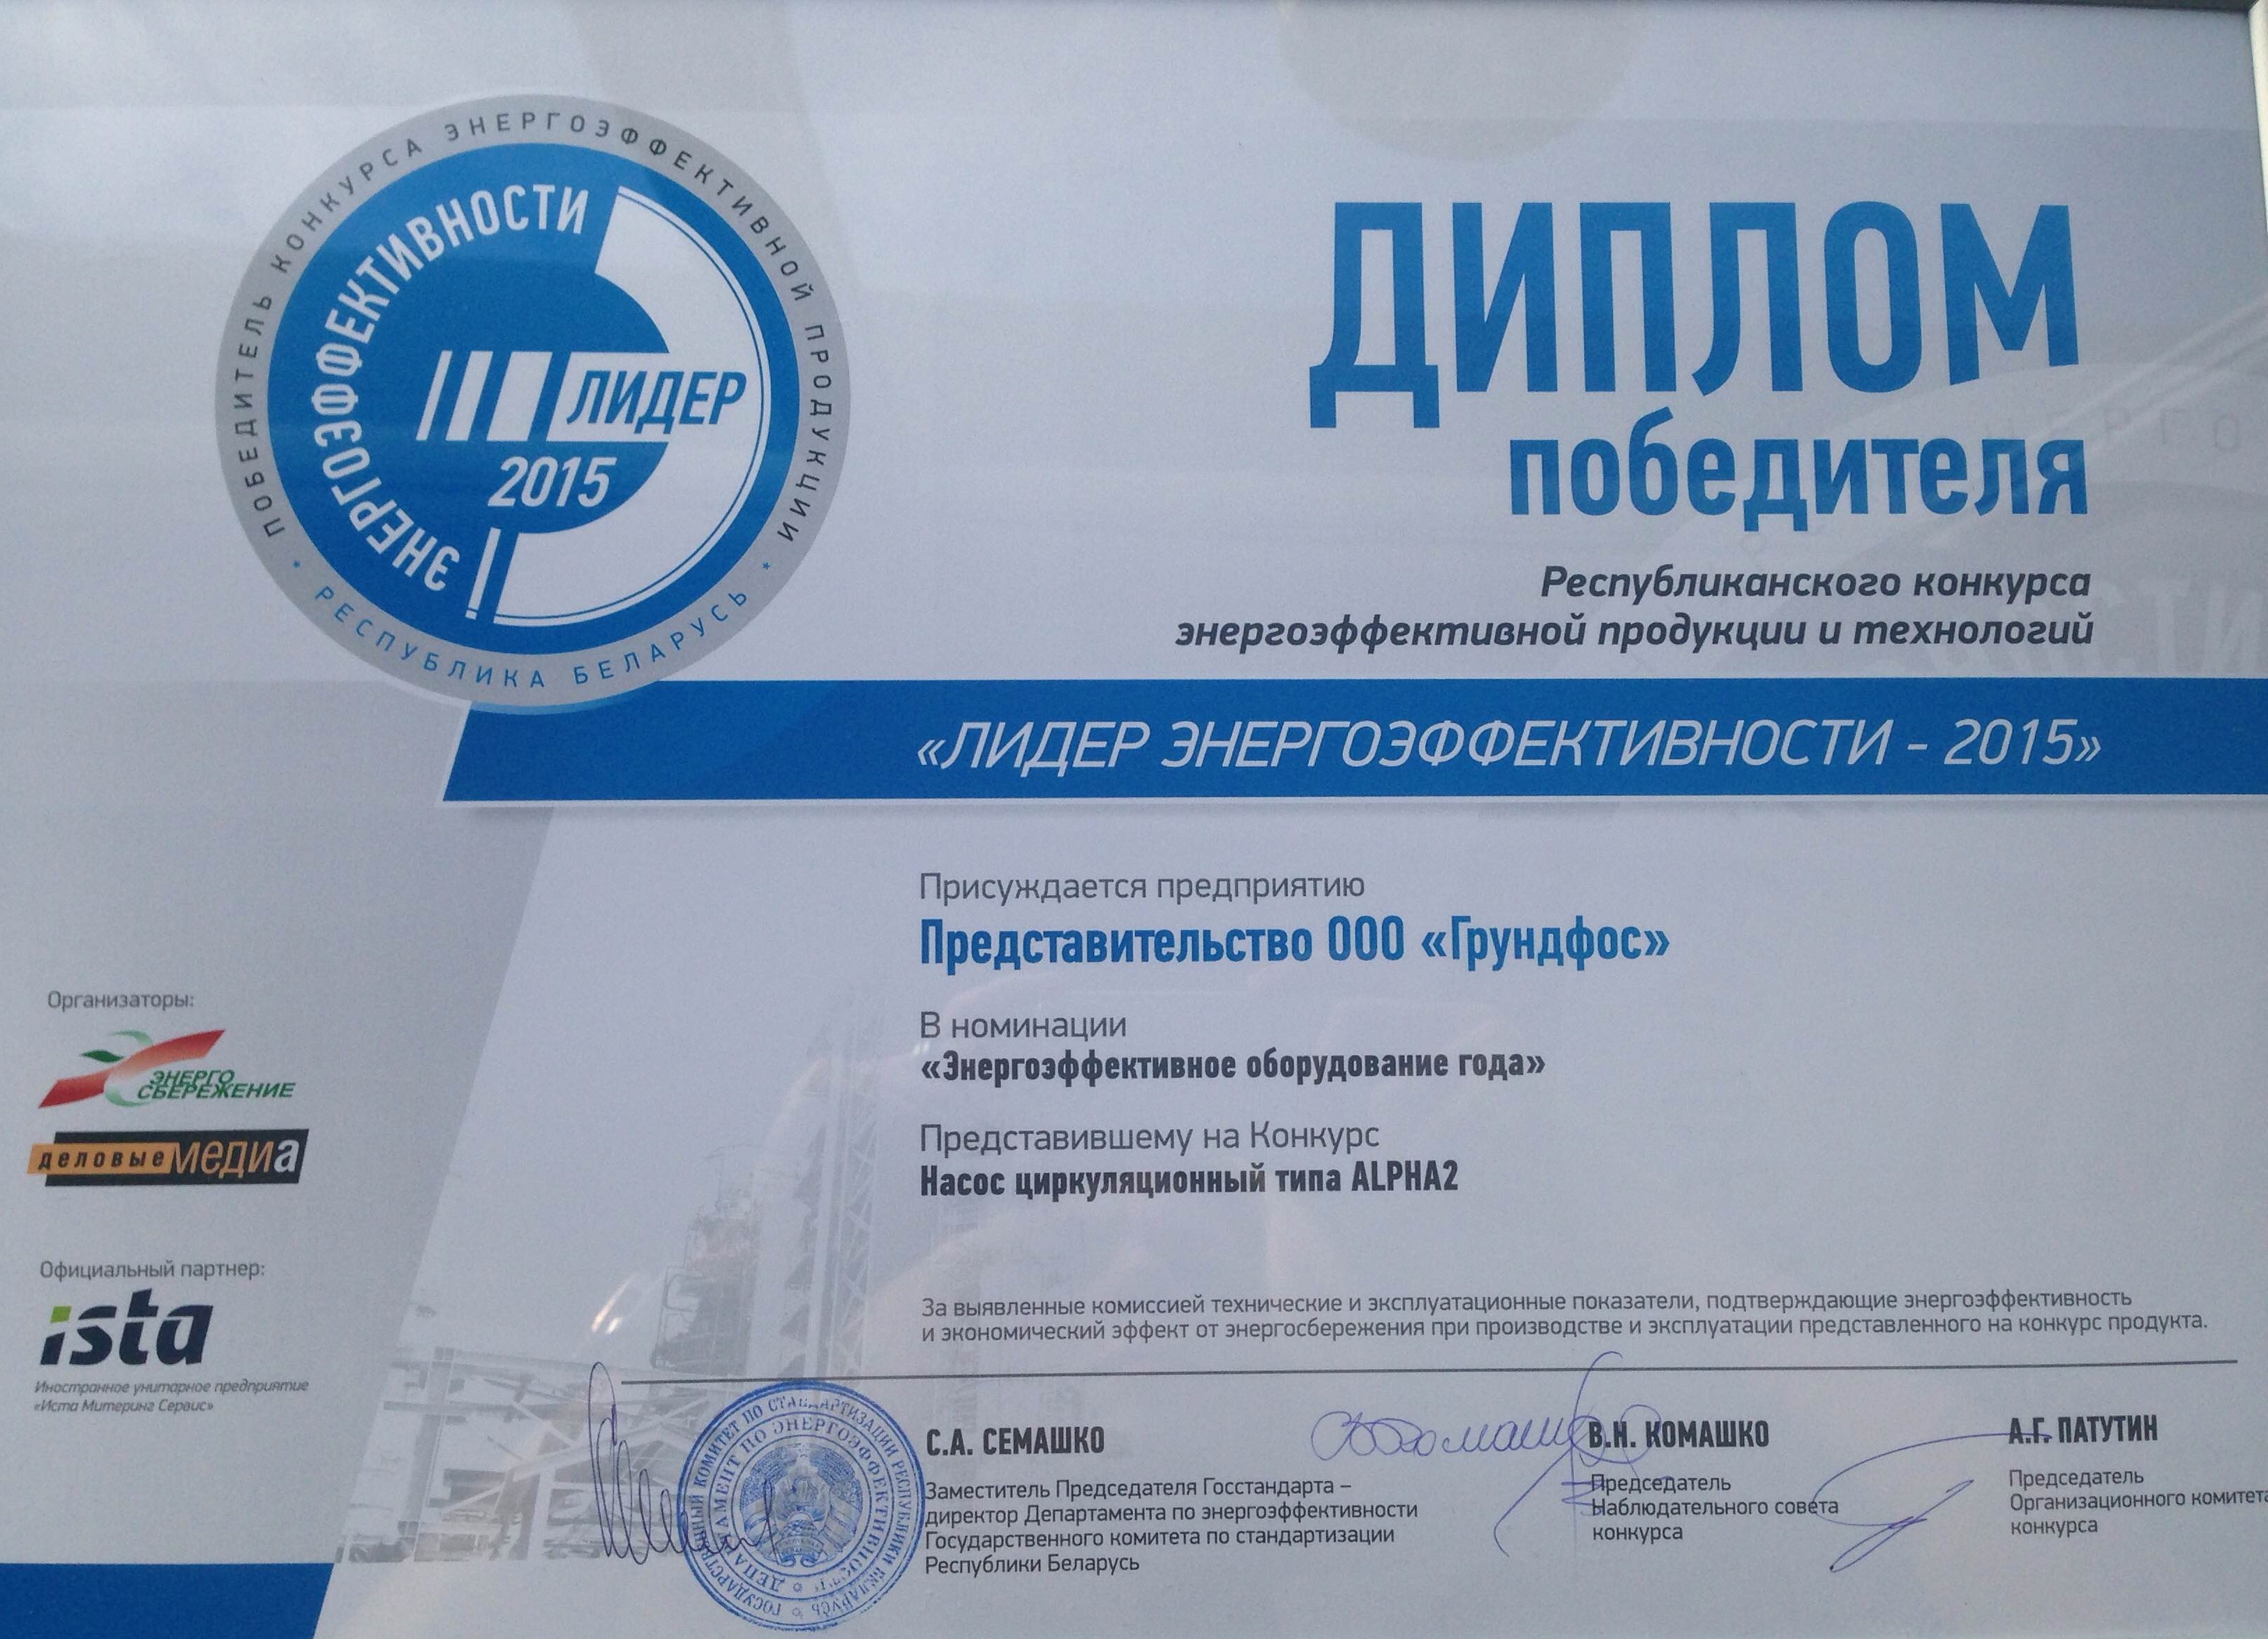 ПОБЕДИТЕЛЬ КОНКУРСА ЭНЕРГОЭФФЕКТИВНОЙ ПРОДУКЦИИ
* РЕСПУБЛИКА БЕЛАРУСЬ *
ЭНЕРГОЭФФЕКТИВНОСТИ
ЛИДЕР
2015
ДИПЛОМ
победителя
Республиканского конкурса
энергоэффективной продукции и технологий
«ЛИДЕР ЭНЕРГОЭФФЕКТИВНОСТИ - 2015»
Присуждается предприятию
Представительство ООО «Грундфос»
В номинации
«Энергоэффективное оборудование года»
Представившему на Конкурс
Насос циркуляционный типа ALPHA2
Организаторы:
ЭНЕРГО
СБЕРЕЖЕНИЕ
деловые МЕДИа
Официальный партнер:
ista
Иностранное унитарное предприятие
«Иста Митеринг Сервис»
За выявленные комиссией технические и эксплуатационные показатели, подтверждающие энергоэффективность
и экономический эффект от энергосбережения при производстве и эксплуатации представленного на конкурс продукта.
С.А. СЕМАШКО
Заместитель Председателя Госстандарта –
директор Департамента по энергоэффективности
Государственного комитета по стандартизации
Республики Беларусь
В.Н. КОМАШКО
Председатель
Наблюдательного совета
конкурса
А.Г. ПАТУТИН
Председатель
Организационного комитета
конкурса
ГОСУДАРСТВЕННЫЙ КОМИТЕТ ПО СТАНДАРТИЗАЦИИ РЕСПУБЛИКИ БЕЛАРУСЬ
ДЕПАРТАМЕНТ ПО ЭНЕРГОЭФФЕКТИВНОСТИ